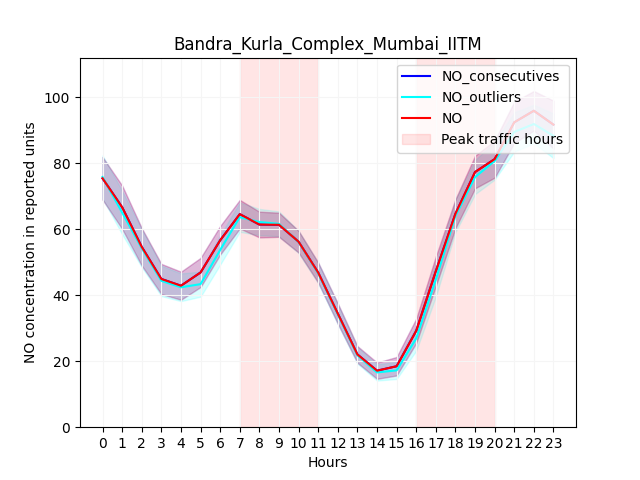 Bandra_Kurla_Complex_Mumbai_IITM
NO_consecutives
NO_outliers
NO
Peak traffic hours
NO concentration in reported units
100
80
60
40
20
0
0 1 2 3 4 5 6 7 8 9 10 11 12 13 14 15 16 17 18 19 20 21 22 23
Hours